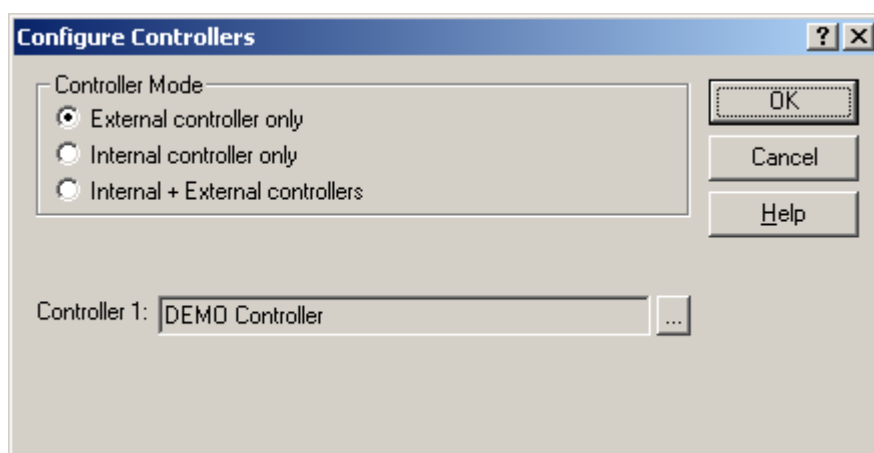 Configure Controllers
Controller Mode
External controller only
Internal controller only
Internal + External controllers
OK
Cancel
Help
Controller 1: DEMO Controller ...